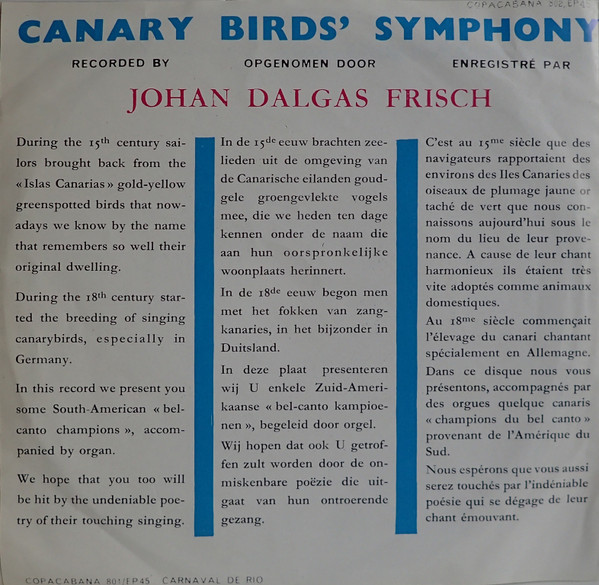 COPACABANA 802/EP45
CANARY BIRDS' SYMPHONY
RECORDED BY OPGENOMEN DOOR ENREGISTRÉ PAR
JOHAN DALGAS FRISCH
During the 15th century sai-
lors brought back from the
« Islas Canarias » gold-yellow
greenspotted birds that now-
adays we know by the name
that remembers so well their
original dwelling.
During the 18th century star-
ted the breeding of singing
canarybirds, especially in
Germany.
In this record we present you
some South-American « bel-
canto champions », accom-
panied by organ.
We hope that you too will
be hit by the undeniable poe-
try of their touching singing.
In de 15de eeuw brachten zee-
lieden uit de omgeving van
de Canarische eilanden goud-
gele groengevlekte vogels
mee, die we heden ten dage
kennen onder de naam die
aan hun oorspronkelijke
woonplaats herinnert.
In de 18de eeuw begon men
met het fokken van zang-
kanaries, in het bijzonder in
Duitsland.
In deze plaat presenteren
wij U enkele Zuid-Ameri-
kaanse « bel-canto kampioe-
nen », begeleid door orgel.
Wij hopen dat ook U getrof-
fen zult worden door de on-
miskenbare poëzie die uit-
gaat van hun ontroerende
gezang.
C'est au 15me siècle que des
navigateurs rapportaient des
environs des Iles Canaries des
oiseaux de plumage jaune or
taché de vert que nous con-
naissons aujourd'hui sous le
nom du lieu de leur prove-
nance. A cause de leur chant
harmonieux ils étaient très
vite adoptés comme animaux
domestiques.
Au 18me siècle commençait
l'élevage du canari chantant
spécialement en Allemagne.
Dans ce disque nous vous
présentons, accompagnés par
des orgues quelque canaris
« champions du bel canto »
provenant de l'Amérique du
Sud.
Nous espérons que vous aussi
serez touchés par l'indéniable
poésie qui se dégage de leur
chant émouvant.
COPACABANA 801/EP45 CARNAVAL DE RIO